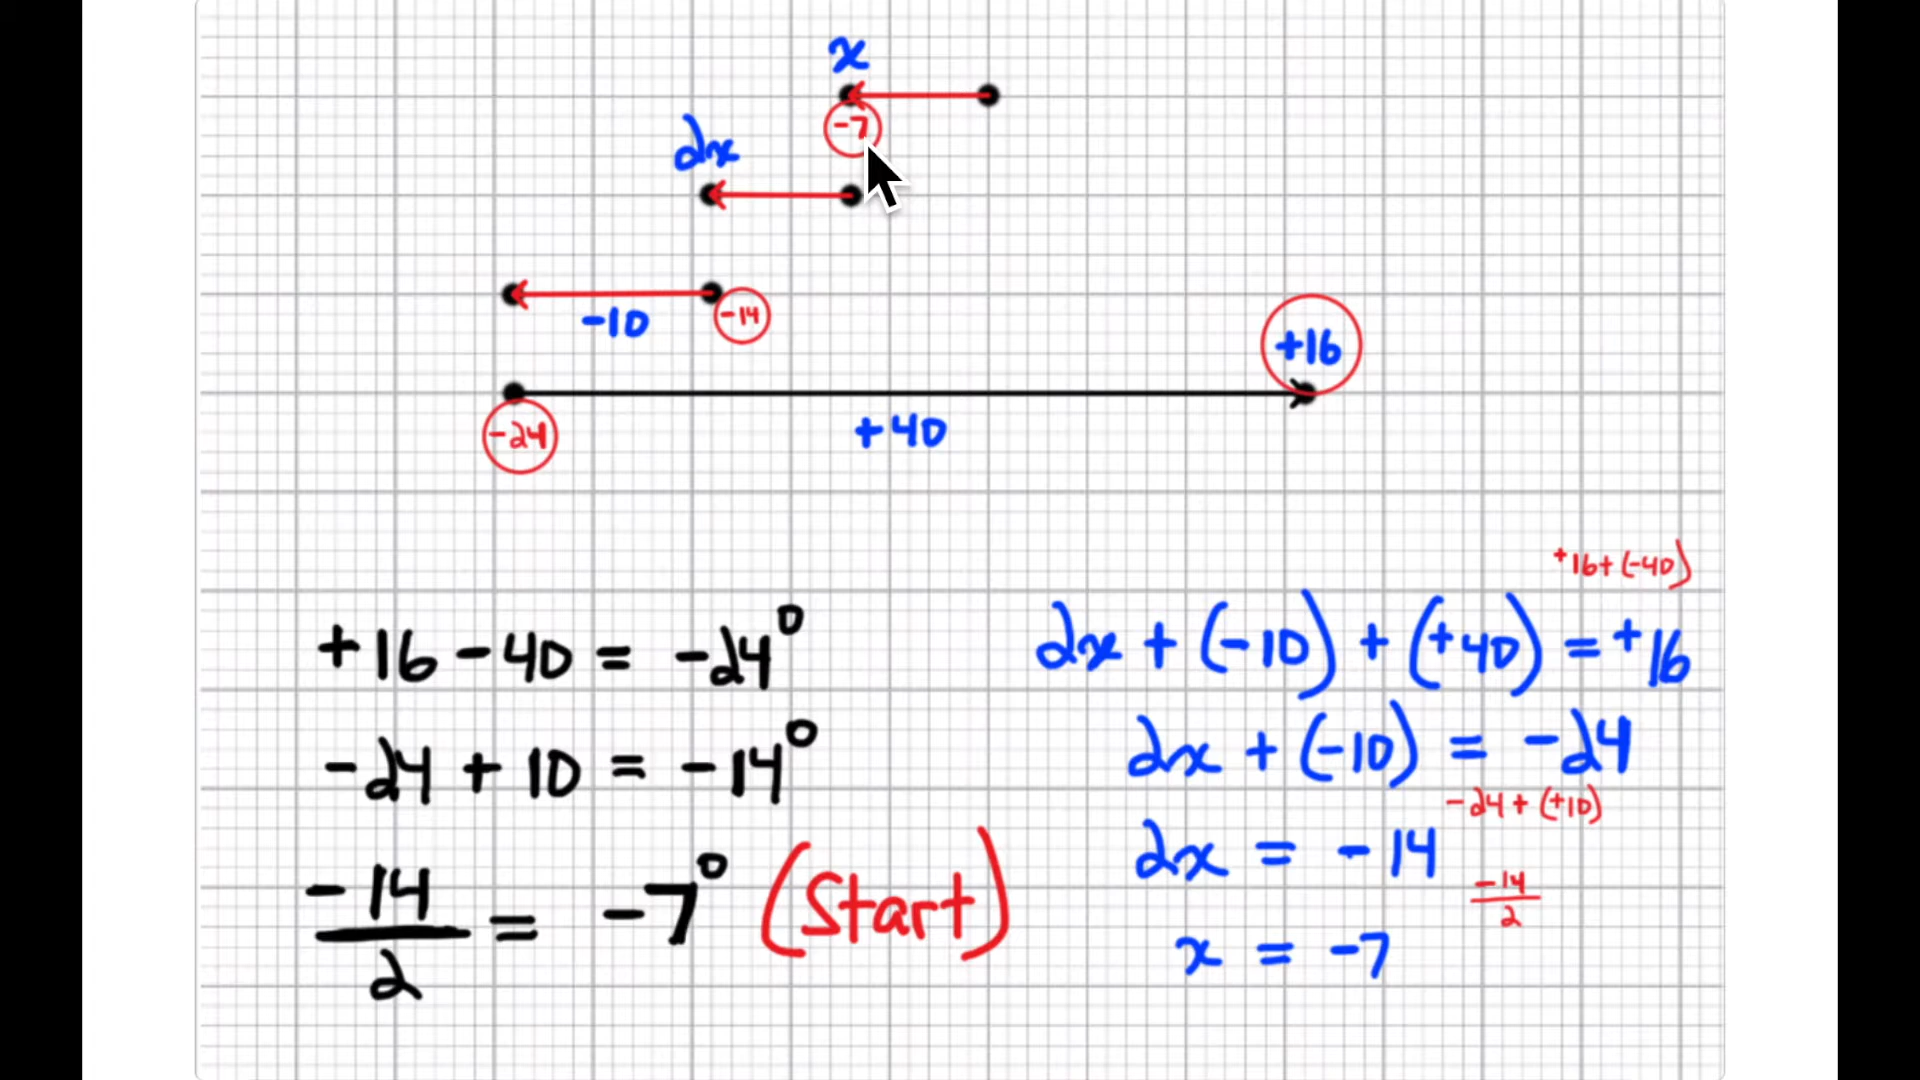 x
-7
2x
-10
-14
+16
-24
+40
+16 - 40 = -24°
-24 + 10 = -14°
-14
2
= -7° (Start)
+16+(-40)
2x + (-10) + (+40) = +16
2x + (-10) = -24
-24 + (+10)
2x = -14
-14
2
x = -7